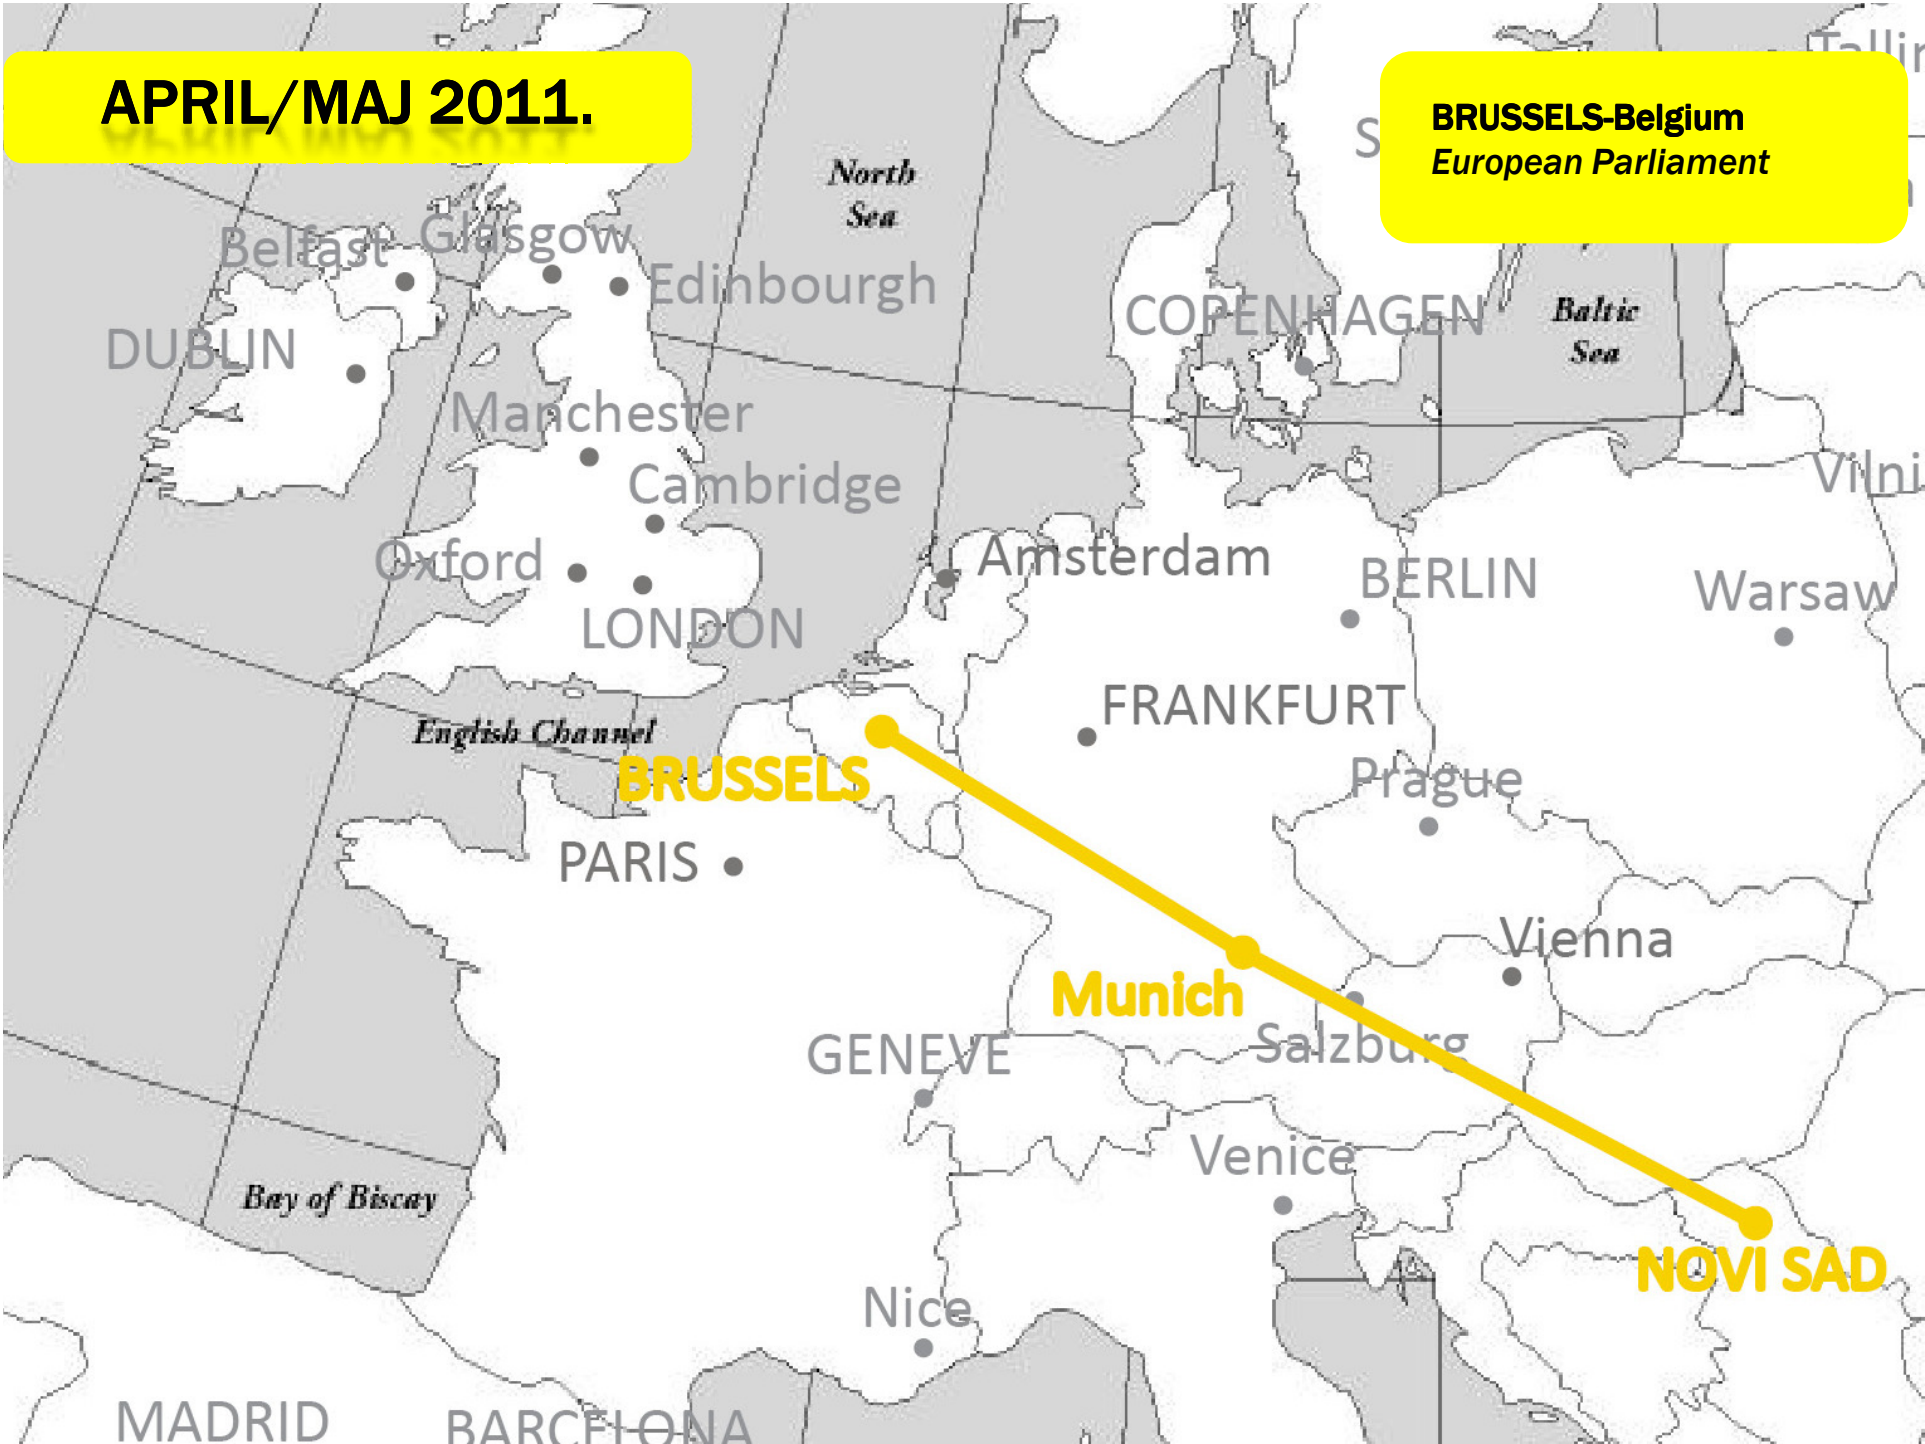 APRIL/MAJ 2011.
BRUSSELS-Belgium
European Parliament
North
Sea
Belfast
Glasgow
Edinbourgh
DUBLIN
COPENHAGEN
Baltic
Sea
Manchester
Cambridge
Oxford
LONDON
Amsterdam
BERLIN
Warsaw
FRANKFURT
English Channel
BRUSSELS
Prague
PARIS
Vienna
Munich
Salzburg
GENEVE
Venice
Bay of Biscay
NOVI SAD
Nice
MADRID
BARCELONA